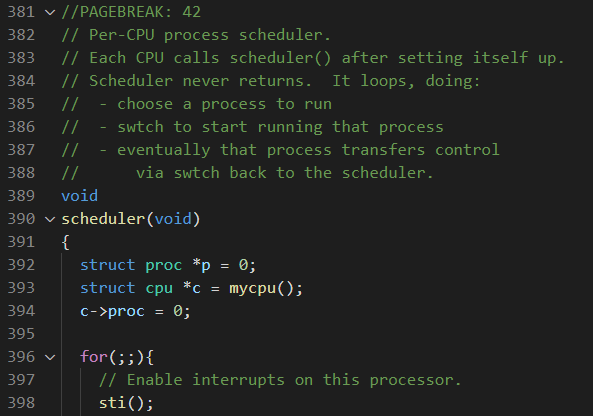 381 //PAGEBREAK: 42
382 // Per-CPU process scheduler.
383 // Each CPU calls scheduler() after setting itself up.
384 // Scheduler never returns.  It loops, doing:
385 //  - choose a process to run
386 //  - swtch to start running that process
387 //  - eventually that process transfers control
388 //      via swtch back to the scheduler.
389 void
390 scheduler(void)
391 {
392   struct proc *p = 0;
393   struct cpu *c = mycpu();
394   c->proc = 0;
395
396   for(;;){
397     // Enable interrupts on this processor.
398     sti();